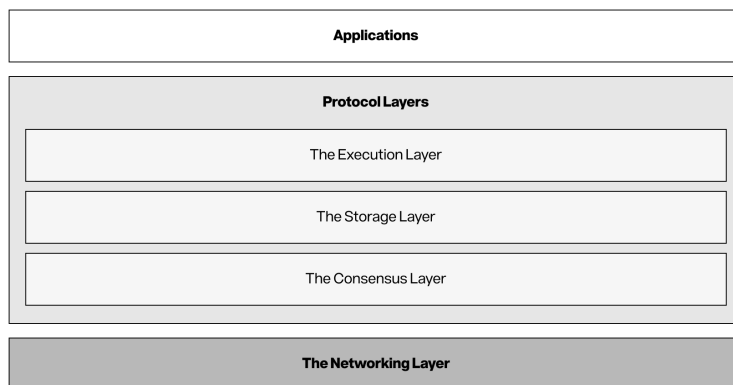 Applications
Protocol Layers
The Execution Layer
The Storage Layer
The Consensus Layer
The Networking Layer